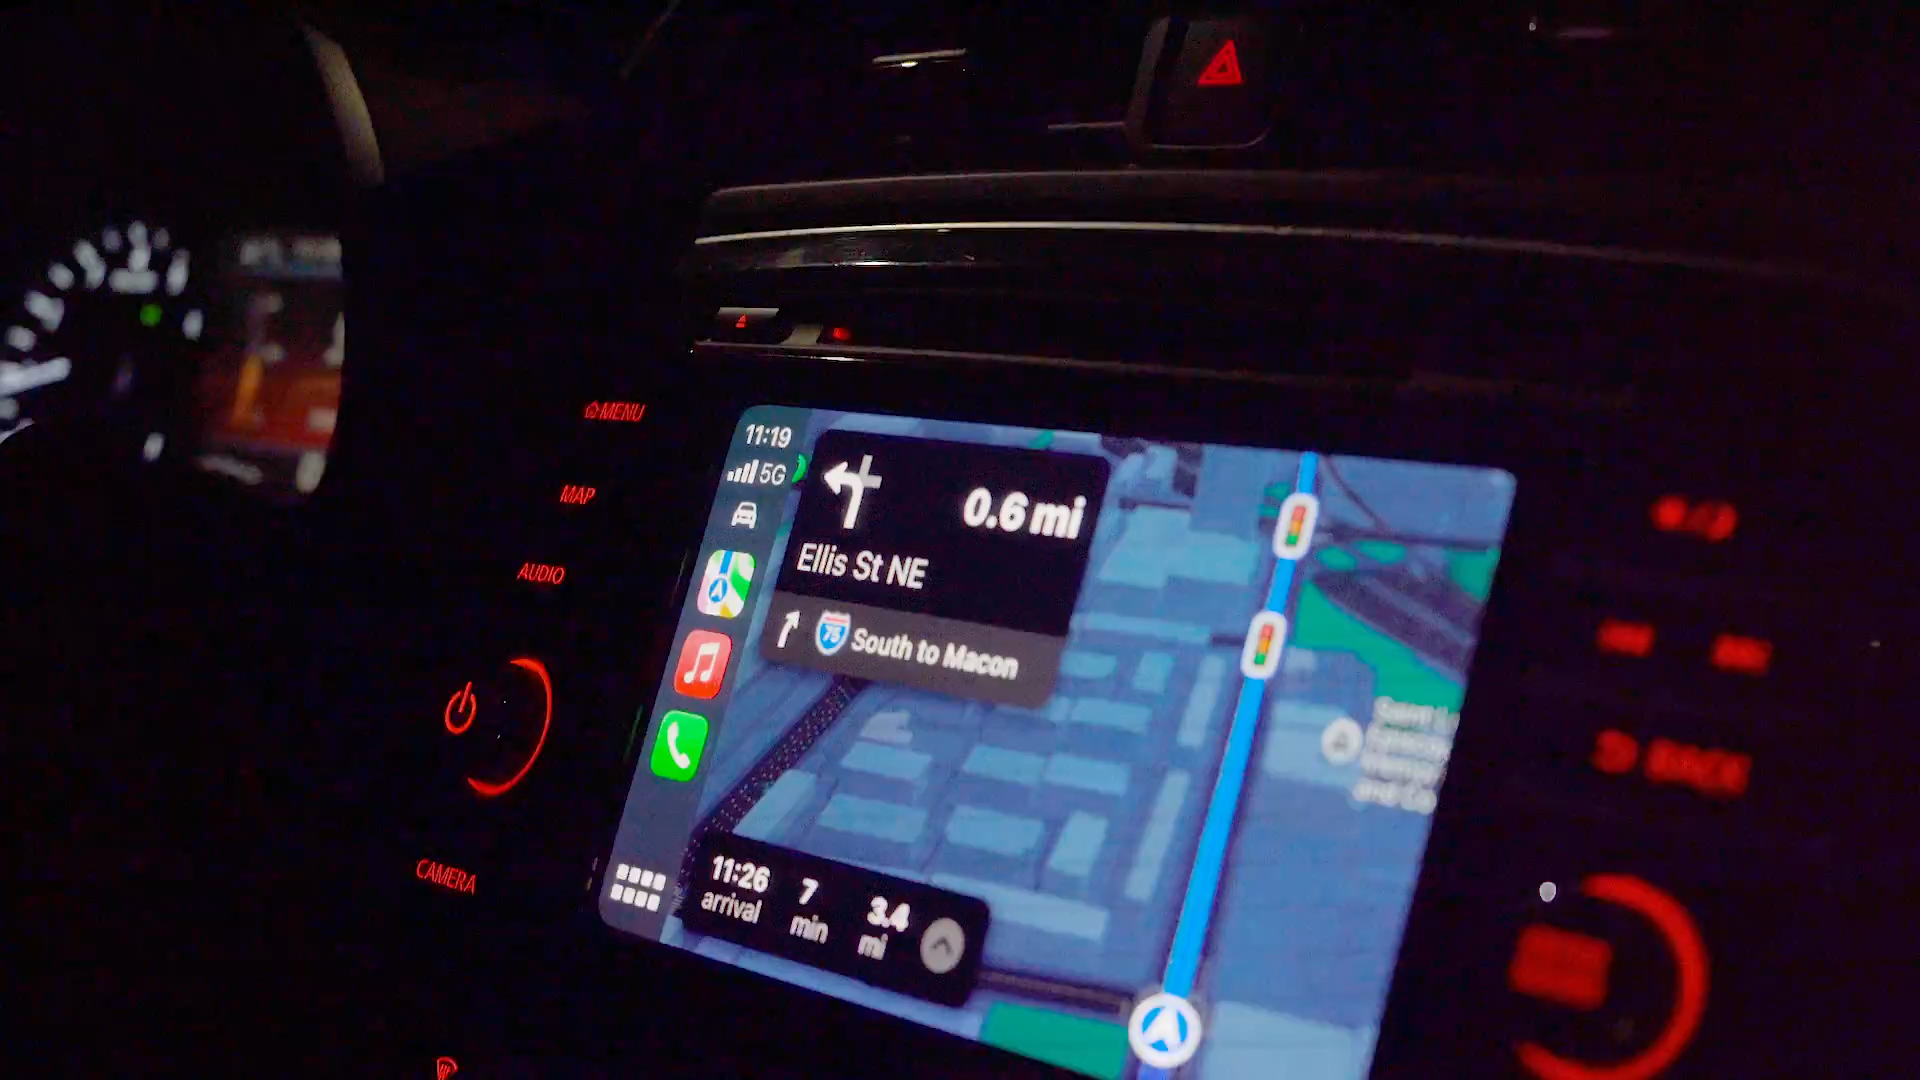 MENU
MAP
AUDIO
CAMERA
11:19
5G
0.6 mi
Ellis St NE
75 South to Macon
11:26 7 3.4
arrival min mi
BACK